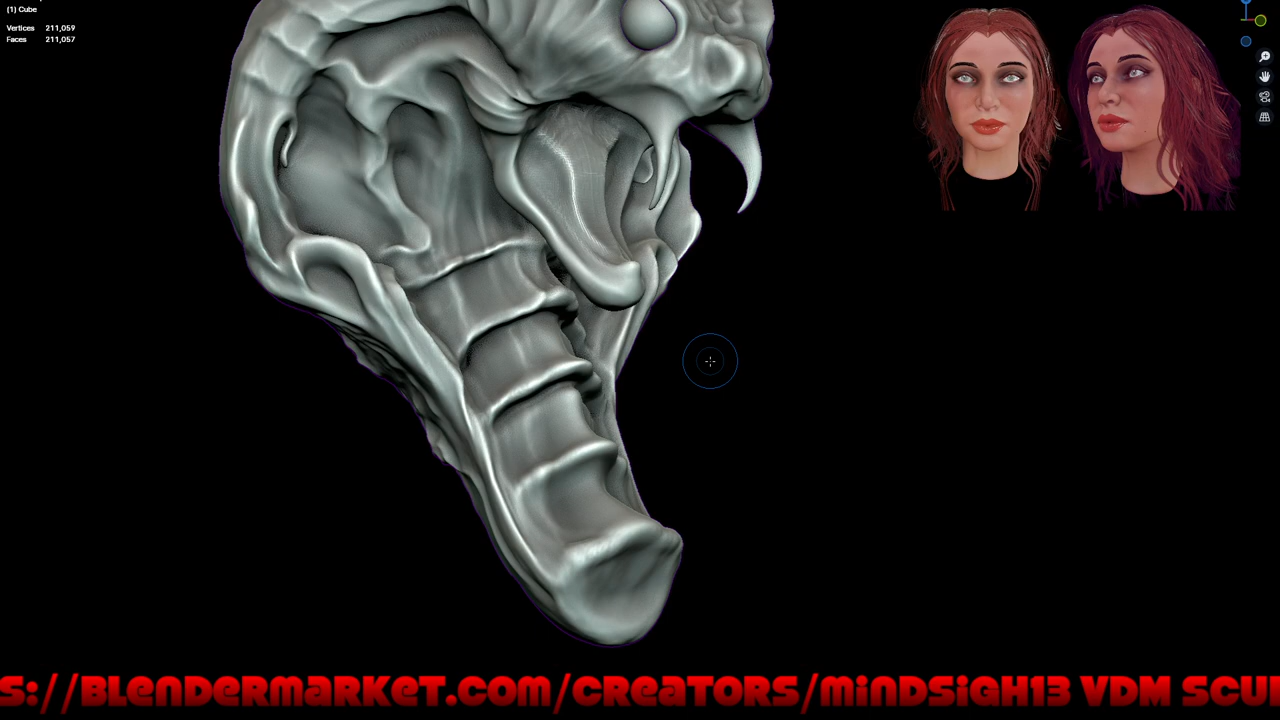 (1) Cube
Vertices 211,059
Faces 211,057
s://Blendermarket.com/creators/mindsigh13 VDM SCU